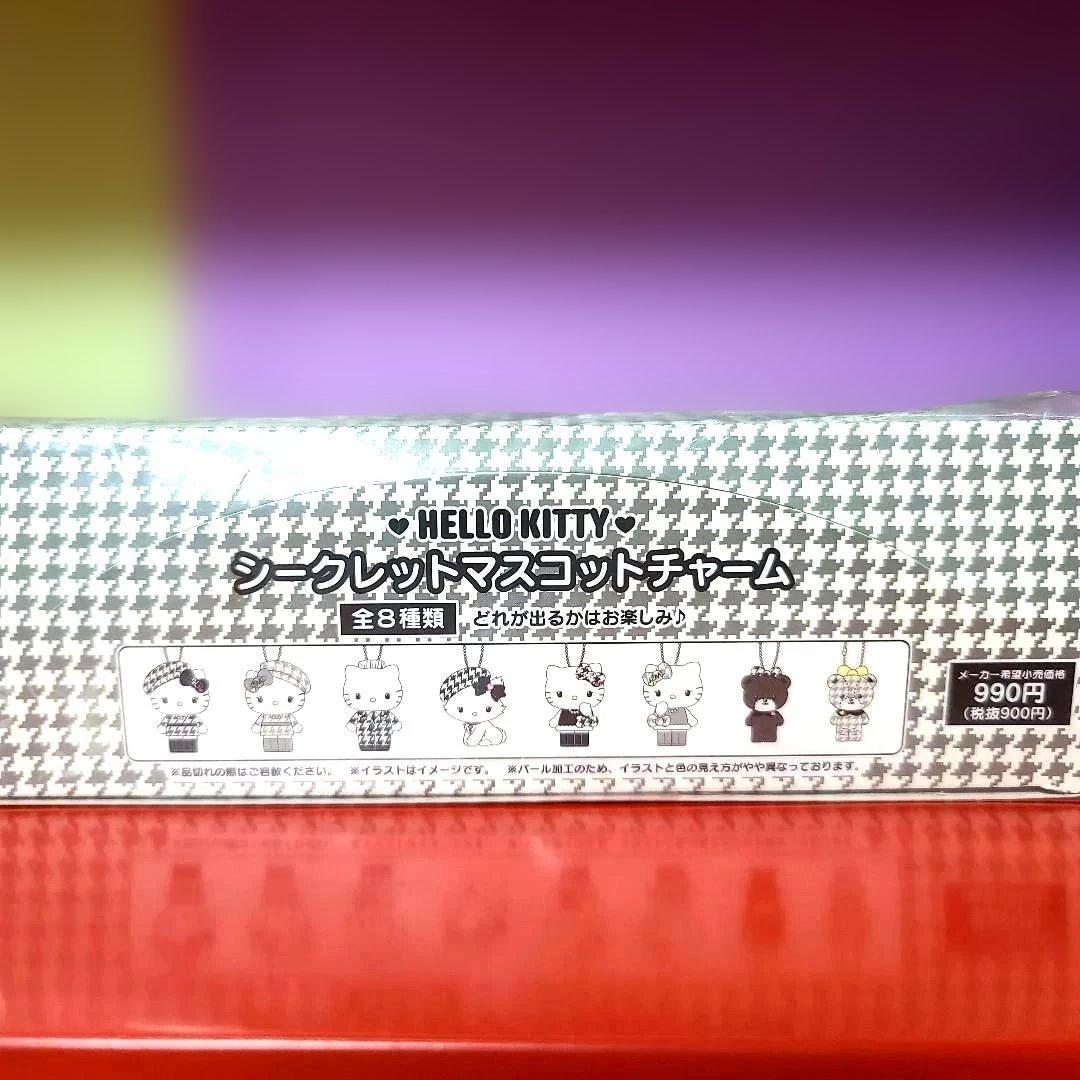 ♥HELLO KITTY♥
シークレットマスコットチャーム
全8種類 どれが出るかはお楽しみ♪
メーカー希望小売価格
990円
(税抜900円)
※品切れの際はご容赦ください。 ※イラストはイメージです。 ※パール加工のため、イラストと色の見え方がやや異なっております。